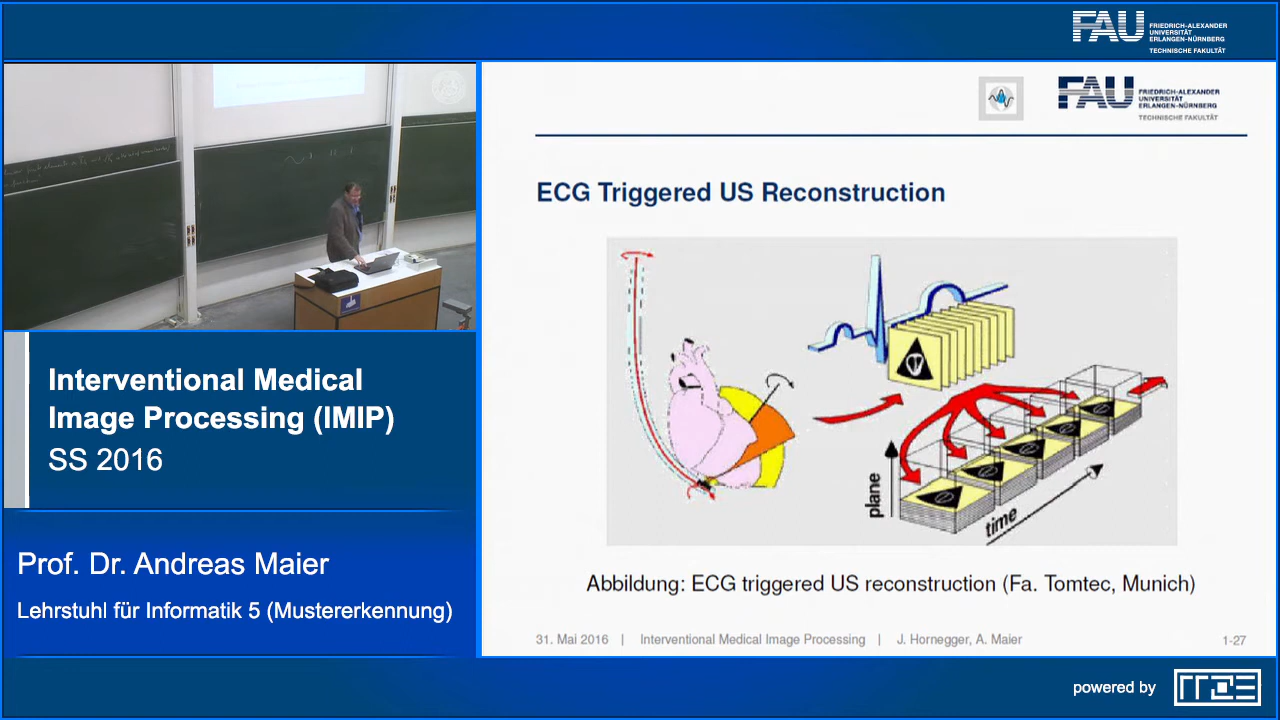 FAU
FRIEDRICH-ALEXANDER
UNIVERSITÄT
ERLANGEN-NÜRNBERG
TECHNISCHE FAKULTÄT
FAU
FRIEDRICH-ALEXANDER
UNIVERSITÄT
ERLANGEN-NÜRNBERG
TECHNISCHE FAKULTÄT
ECG Triggered US Reconstruction
plane
time
Abbildung: ECG triggered US reconstruction (Fa. Tomtec, Munich)
31. Mai 2016 | Interventional Medical Image Processing | J. Hornegger, A. Maier
1-27
Interventional Medical
Image Processing (IMIP)
SS 2016
Prof. Dr. Andreas Maier
Lehrstuhl für Informatik 5 (Mustererkennung)
powered by